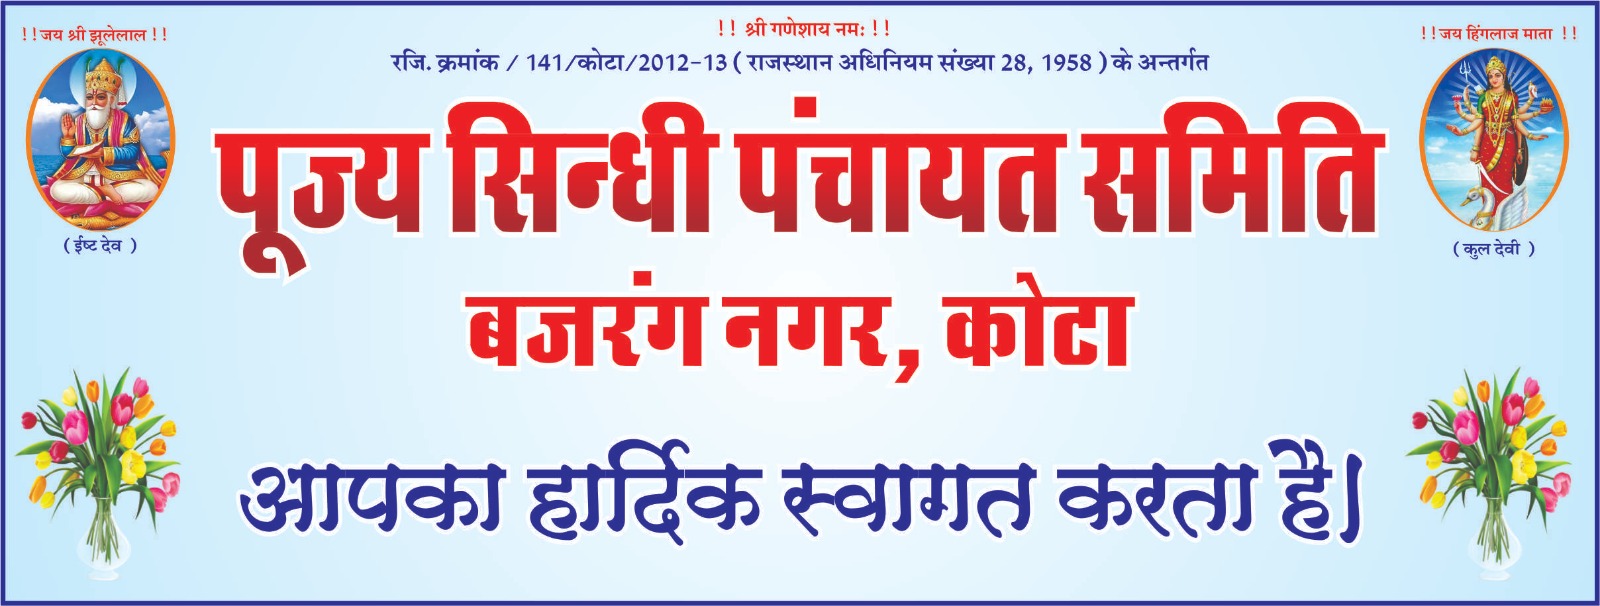 !! श्री गणेशाय नमः !!
!! जय श्री झूलेलाल !!
!! जय हिंगलाज माता !!
रजि. क्रमांक / 141/कोटा/2012-13 ( राजस्थान अधिनियम संख्या 28, 1958 ) के अन्तर्गत
पूज्य सिन्धी पंचायत समिति
( ईष्ट देव )
( कुल देवी )
बजरंग नगर, कोटा
आपका हार्दिक स्वागत करता है।